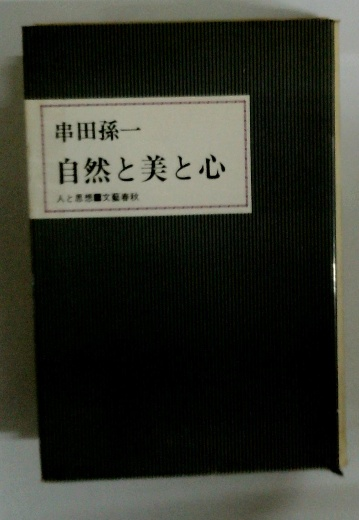 串田孫一
自然と美と心
人と思想■文藝春秋